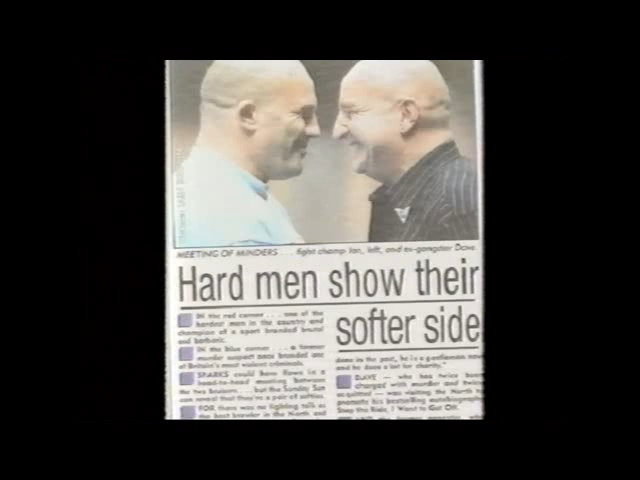 MEETING OF MINDERS . . . fight champ Ian, left, and ex-gangster Dave
Hard men show their
softer side
IN the red corner . . . one of the
hardest men in the country and
champion of a sport branded brutal
and barbaric.
IN the blue corner . . . a former
murder suspect once branded one
of Britain's most violent criminals.
SPARKS could have flown in a
head-to-head meeting between
the two bruisers . . . but the Sunday Sun
can reveal that they're a pair of softies.
FOR there was no fighting talk as
the best brawler in the North and
done in the past, he is a gentleman now
and he does a lot for charity."
DAVE — who has twice been
charged with murder and twice
acquitted — was visiting the North to
promote his bestselling autobiography
Stop the Ride, I Want to Get Off.